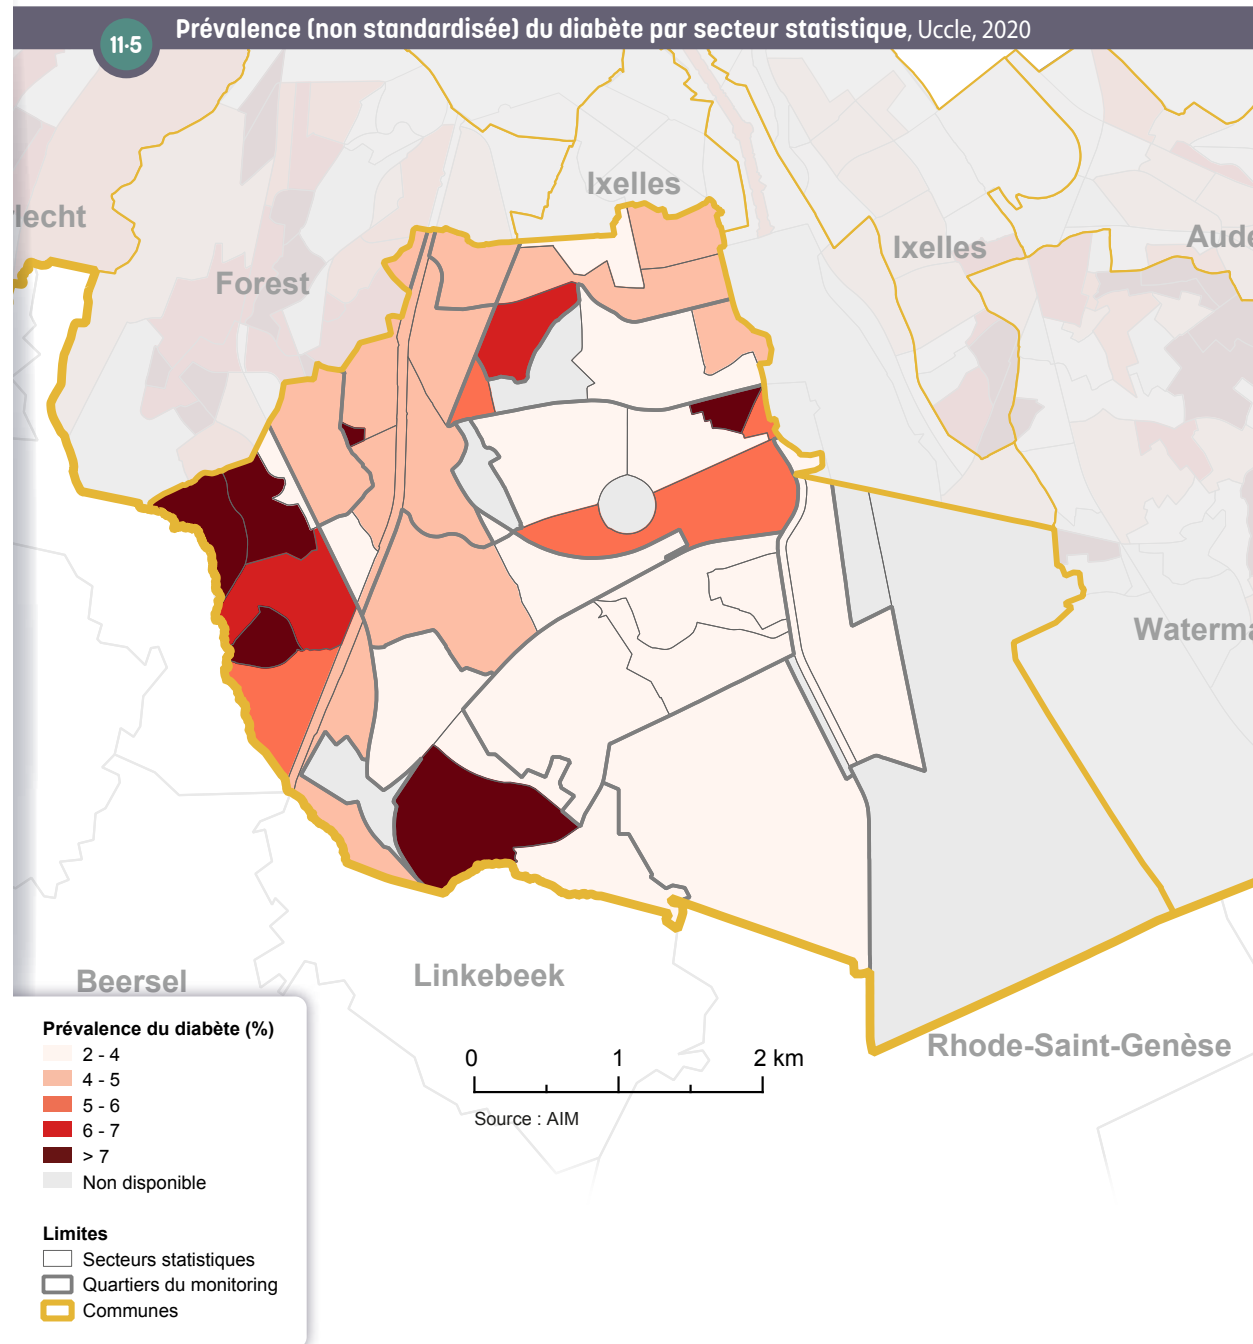 11·5
Prévalence (non standardisée) du diabète par secteur statistique, Uccle, 2020
Ixelles
lecht
Ixelles
Aude
Forest
Waterma
Beersel
Linkebeek
Rhode-Saint-Genèse
Prévalence du diabète (%)
2 - 4
4 - 5
5 - 6
6 - 7
> 7
Non disponible
Limites
Secteurs statistiques
Quartiers du monitoring
Communes
0 1 2 km
Source : AIM